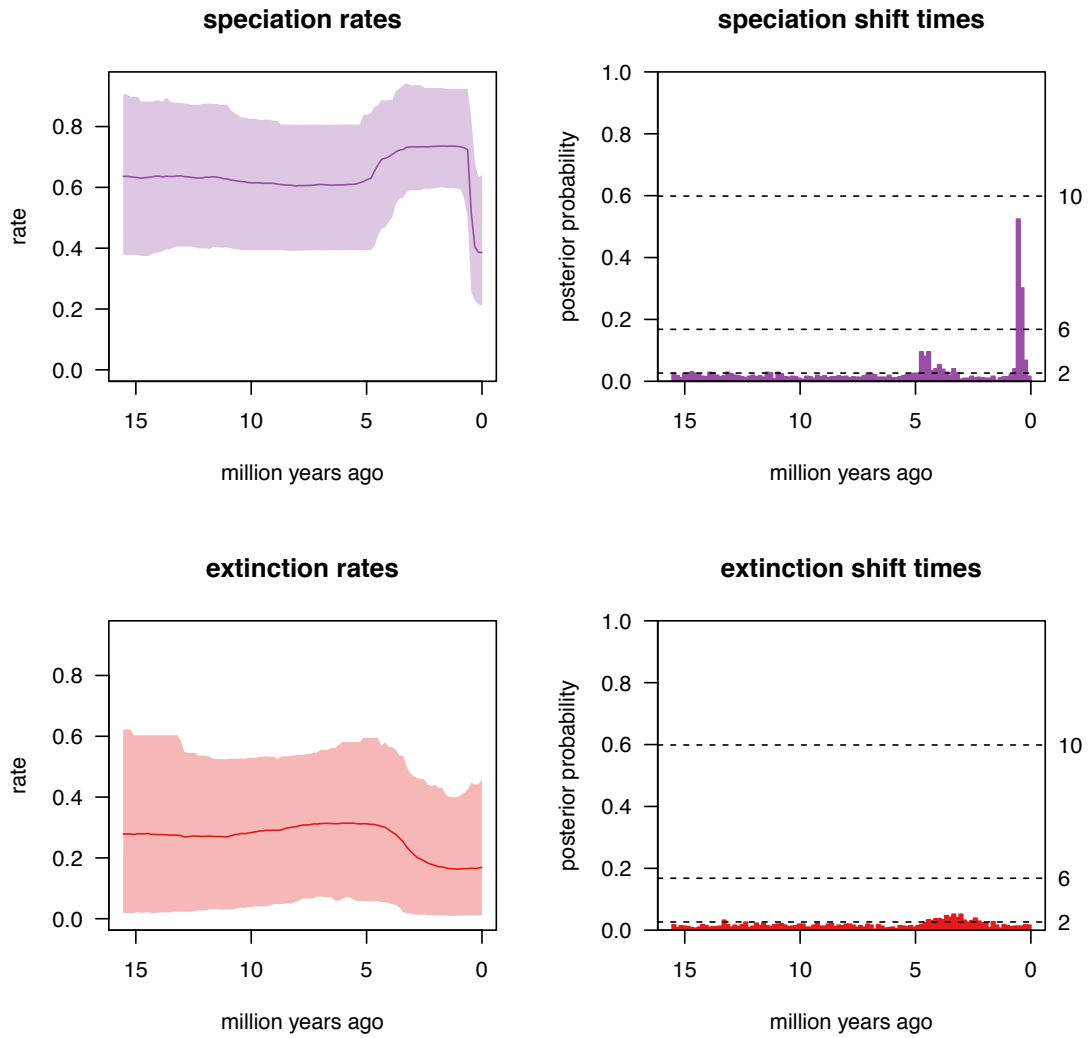 speciation rates
rate
0.8
0.6
0.4
0.2
0.0
15 10 5 0
million years ago
speciation shift times
posterior probability
1.0
0.8
0.6
0.4
0.2
0.0
10
6
2
15 10 5 0
extinction rates
rate
0.8
0.6
0.4
0.2
0.0
15 10 5 0
million years ago
extinction shift times
posterior probability
1.0
0.8
0.6
0.4
0.2
0.0
10
6
2
15 10 5 0
million years ago